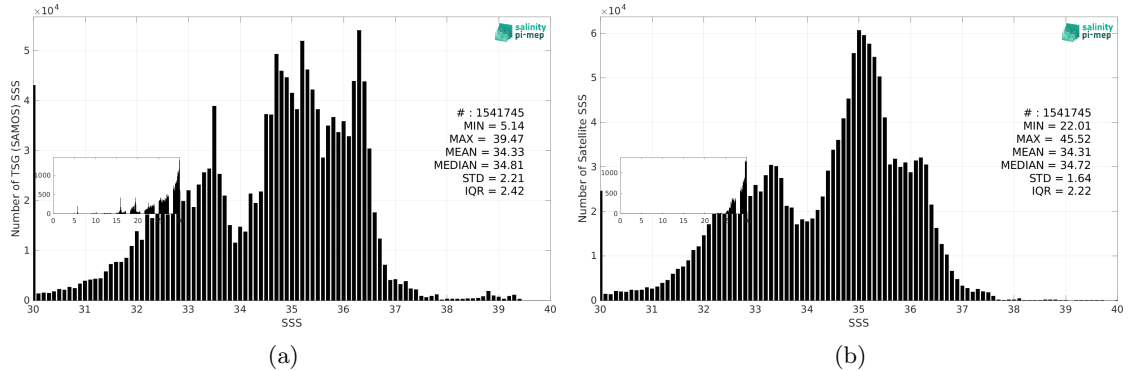 ×10⁴
salinity
pi-mep
Number of TSG (SAMOS) SSS
5
4
3
2
1
0
# : 1541745
MIN = 5.14
MAX = 39.47
MEAN = 34.33
MEDIAN = 34.81
STD = 2.21
IQR = 2.42
1000
500
0
0 5 10 15 20 25
30 31 32 33 34 35 36 37 38 39 40
SSS
(a)
×10⁴
salinity
pi-mep
Number of Satellite SSS
6
5
4
3
2
1
0
# : 1541745
MIN = 22.01
MAX = 45.52
MEAN = 34.31
MEDIAN = 34.72
STD = 1.64
IQR = 2.22
1000
500
0
0 5 10 15 20 25
30 31 32 33 34 35 36 37 38 39 40
SSS
(b)